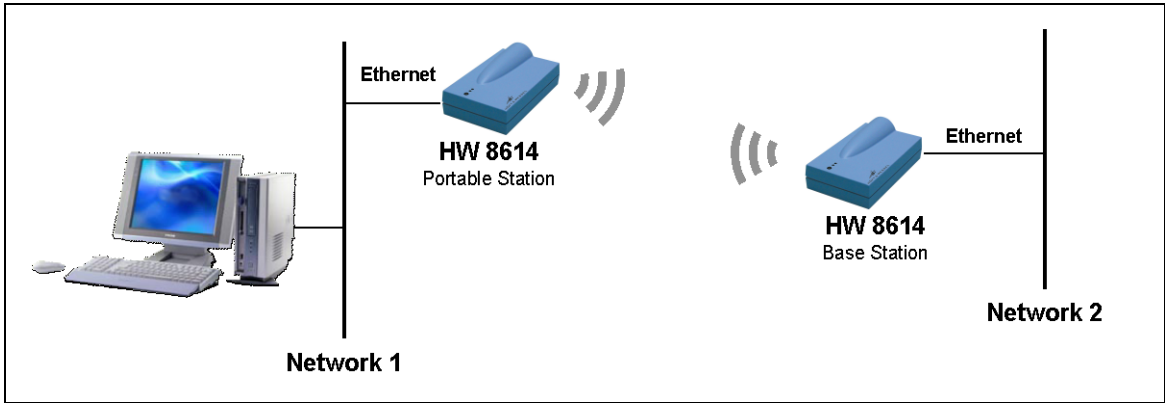 Ethernet
HW 8614
Portable Station
Network 1
Ethernet
HW 8614
Base Station
Network 2